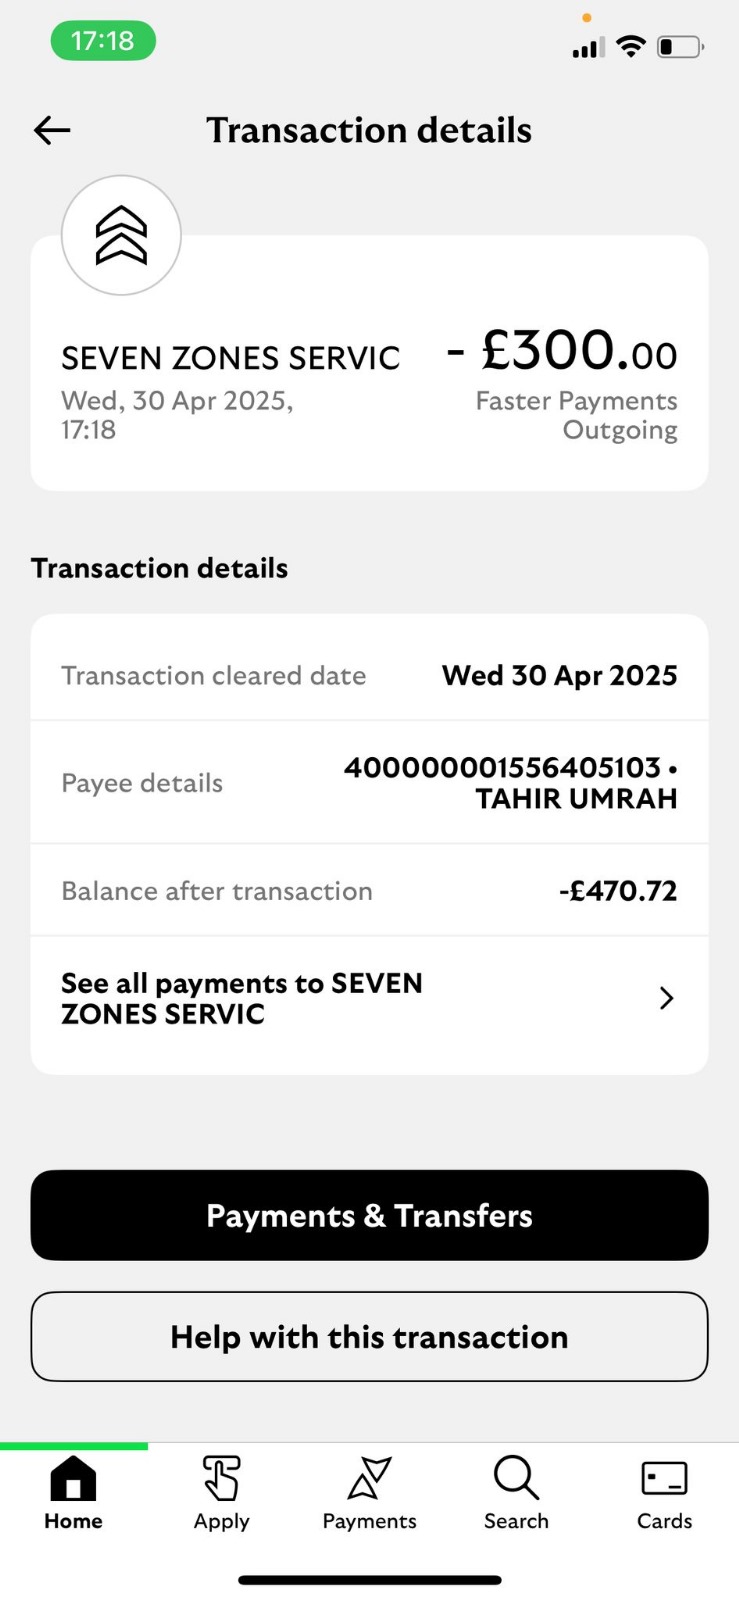 17:18
Transaction details
SEVEN ZONES SERVIC
- £300.00
Wed, 30 Apr 2025,
17:18
Faster Payments
Outgoing
Transaction details
Transaction cleared date
Wed 30 Apr 2025
Payee details
400000001556405103 •
TAHIR UMRAH
Balance after transaction
-£470.72
See all payments to SEVEN
ZONES SERVIC
Payments & Transfers
Help with this transaction
Home
Apply
Payments
Search
Cards